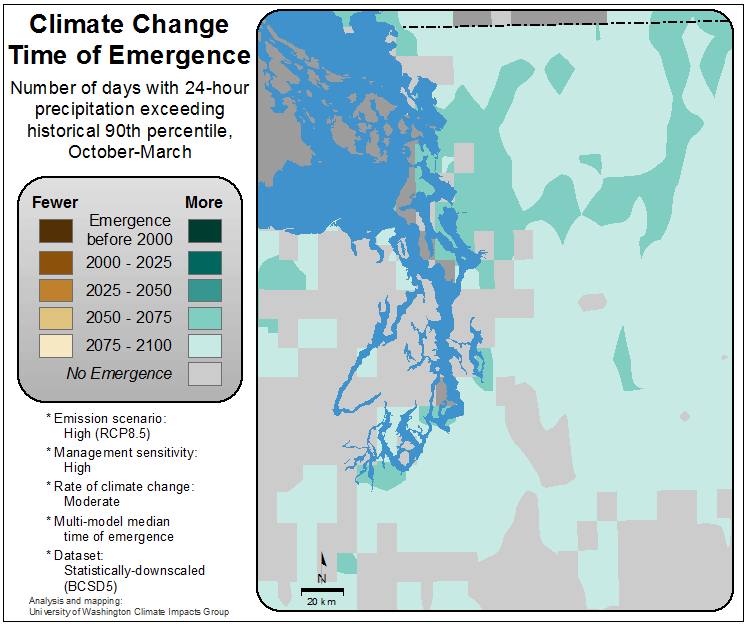 Climate Change
Time of Emergence
Number of days with 24-hour
precipitation exceeding
historical 90th percentile,
October-March
Fewer More
Emergence
before 2000
2000 - 2025
2025 - 2050
2050 - 2075
2075 - 2100
No Emergence
* Emission scenario:
High (RCP8.5)
* Management sensitivity:
High
* Rate of climate change:
Moderate
* Multi-model median
time of emergence
* Dataset:
Statistically-downscaled
(BCSD5)
Analysis and mapping:
University of Washington Climate Impacts Group
N
20 km